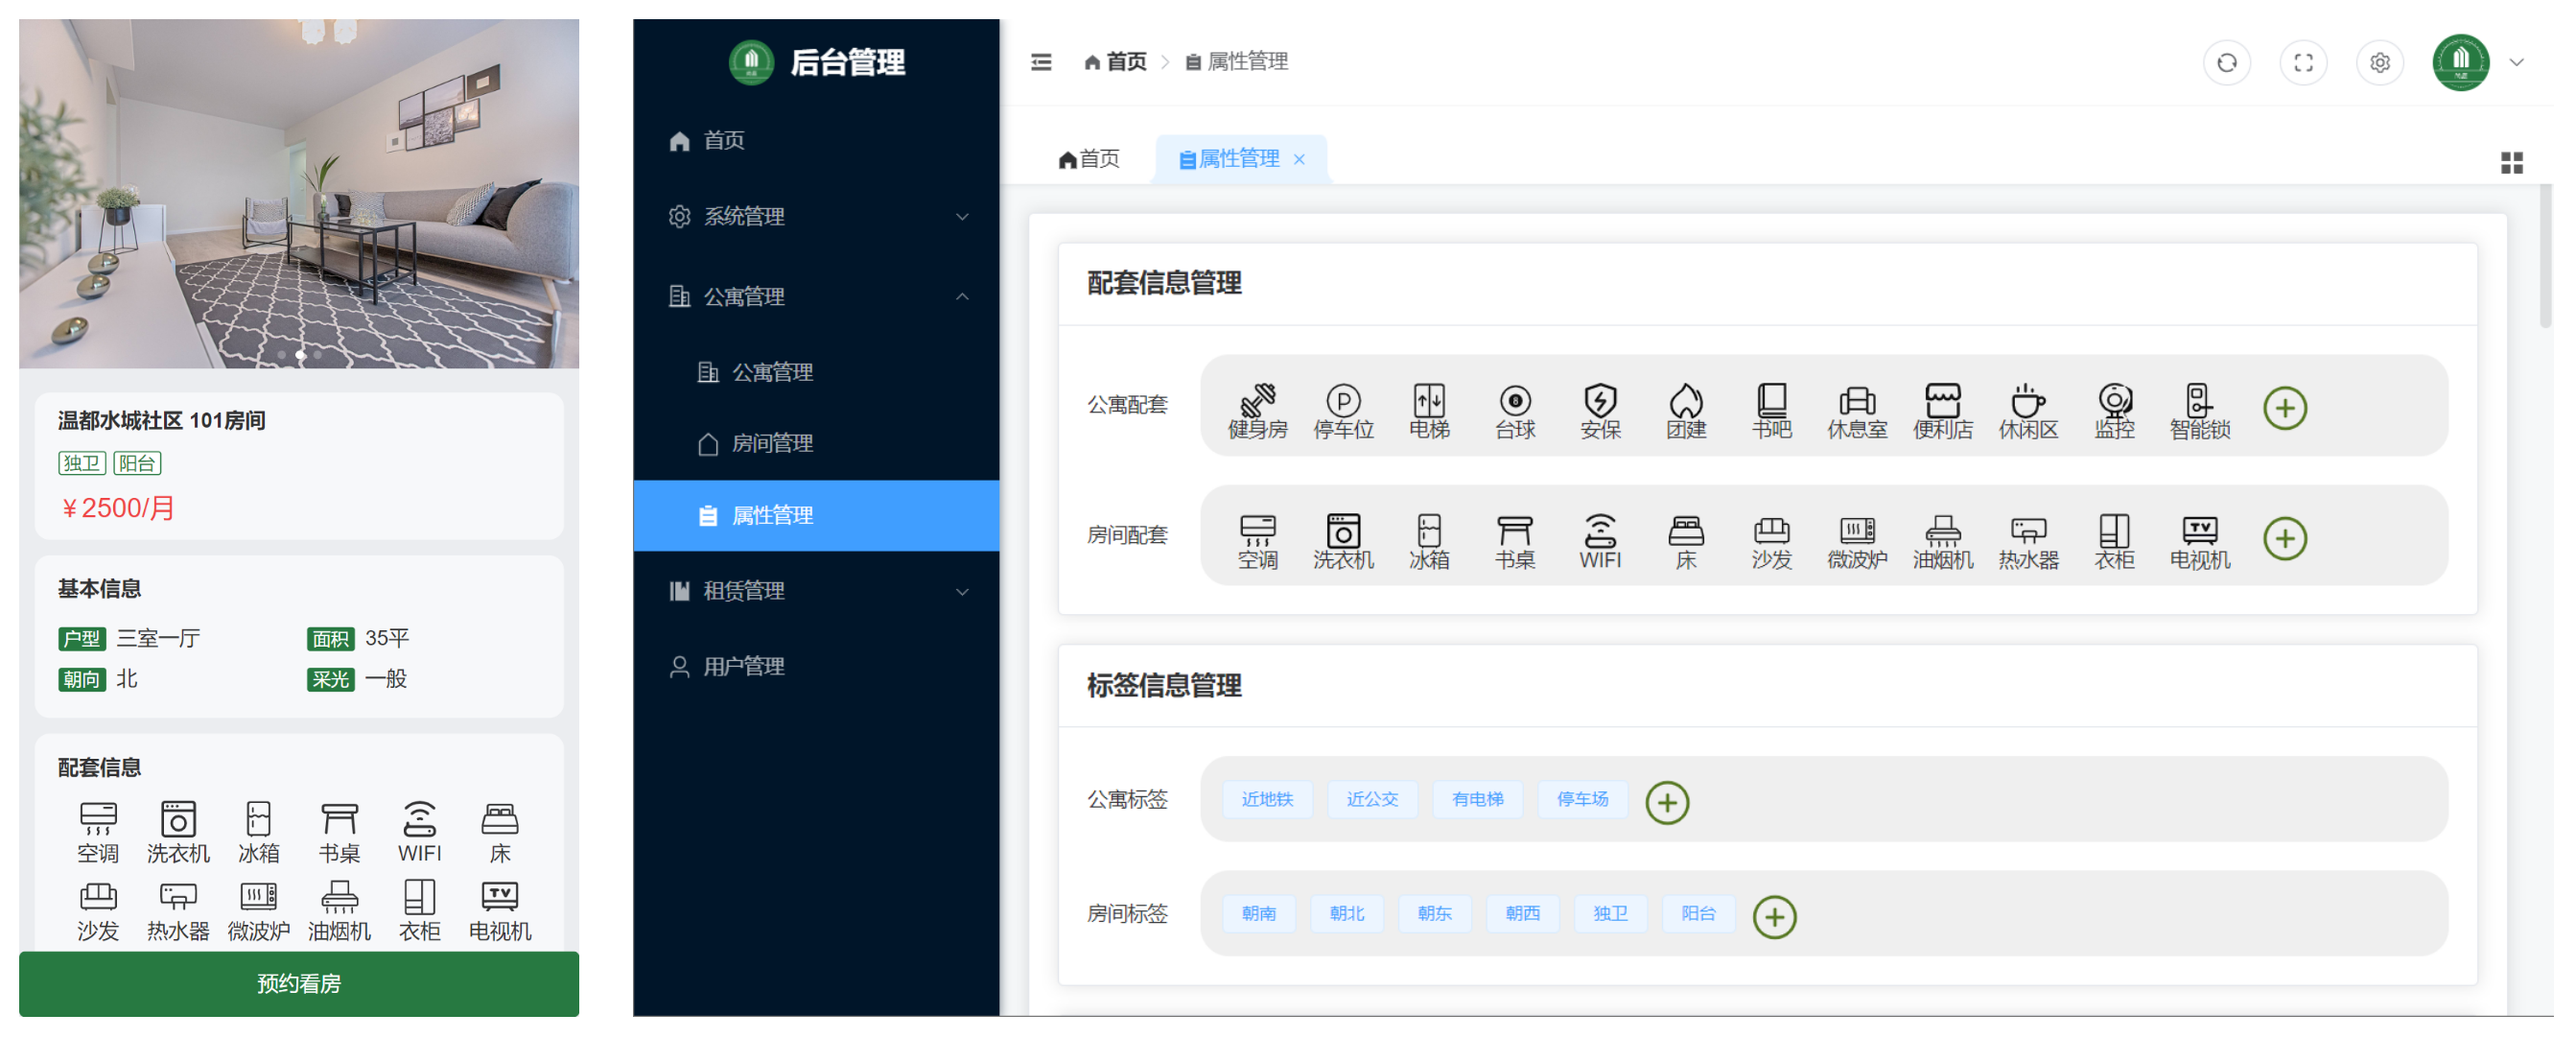 温都水城社区 101房间
独卫 阳台
￥2500/月
基本信息
户型 三室一厅 面积 35平
朝向 北 采光 一般
配套信息
空调 洗衣机 冰箱 书桌 WIFI 床
沙发 热水器 微波炉 油烟机 衣柜 电视机
预约看房
后台管理
首页
系统管理
公寓管理
公寓管理
房间管理
属性管理
租赁管理
用户管理
首页 > 属性管理
首页 属性管理 ×
配套信息管理
公寓配套 健身房 停车位 电梯 台球 安保 团建 书吧 休息室 便利店 休闲区 监控 智能锁
房间配套 空调 洗衣机 冰箱 书桌 WIFI 床 沙发 微波炉 油烟机 热水器 衣柜 电视机
标签信息管理
公寓标签 近地铁 近公交 有电梯 停车场
房间标签 朝南 朝北 朝东 朝西 独卫 阳台